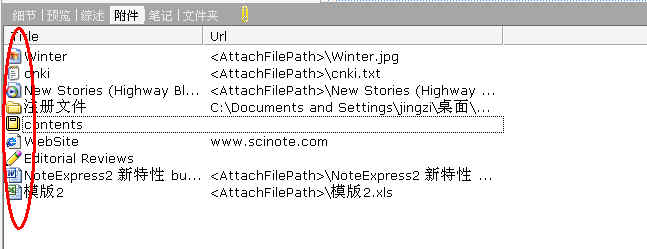 细节 | 预览 | 综述 附件 笔记 | 文件夹
Title Url
Winter <AttachFilePath>\Winter.jpg
cnki <AttachFilePath>\cnki.txt
New Stories (Highway Bl... <AttachFilePath>\New Stories (Highway ...
注册文件 C:\Documents and Settings\jingzi\桌面\...
contents
WebSite www.scinote.com
Editorial Reviews
NoteExpress2 新特性 bu... <AttachFilePath>\NoteExpress2 新特性 ...
模版2 <AttachFilePath>\模版2.xls